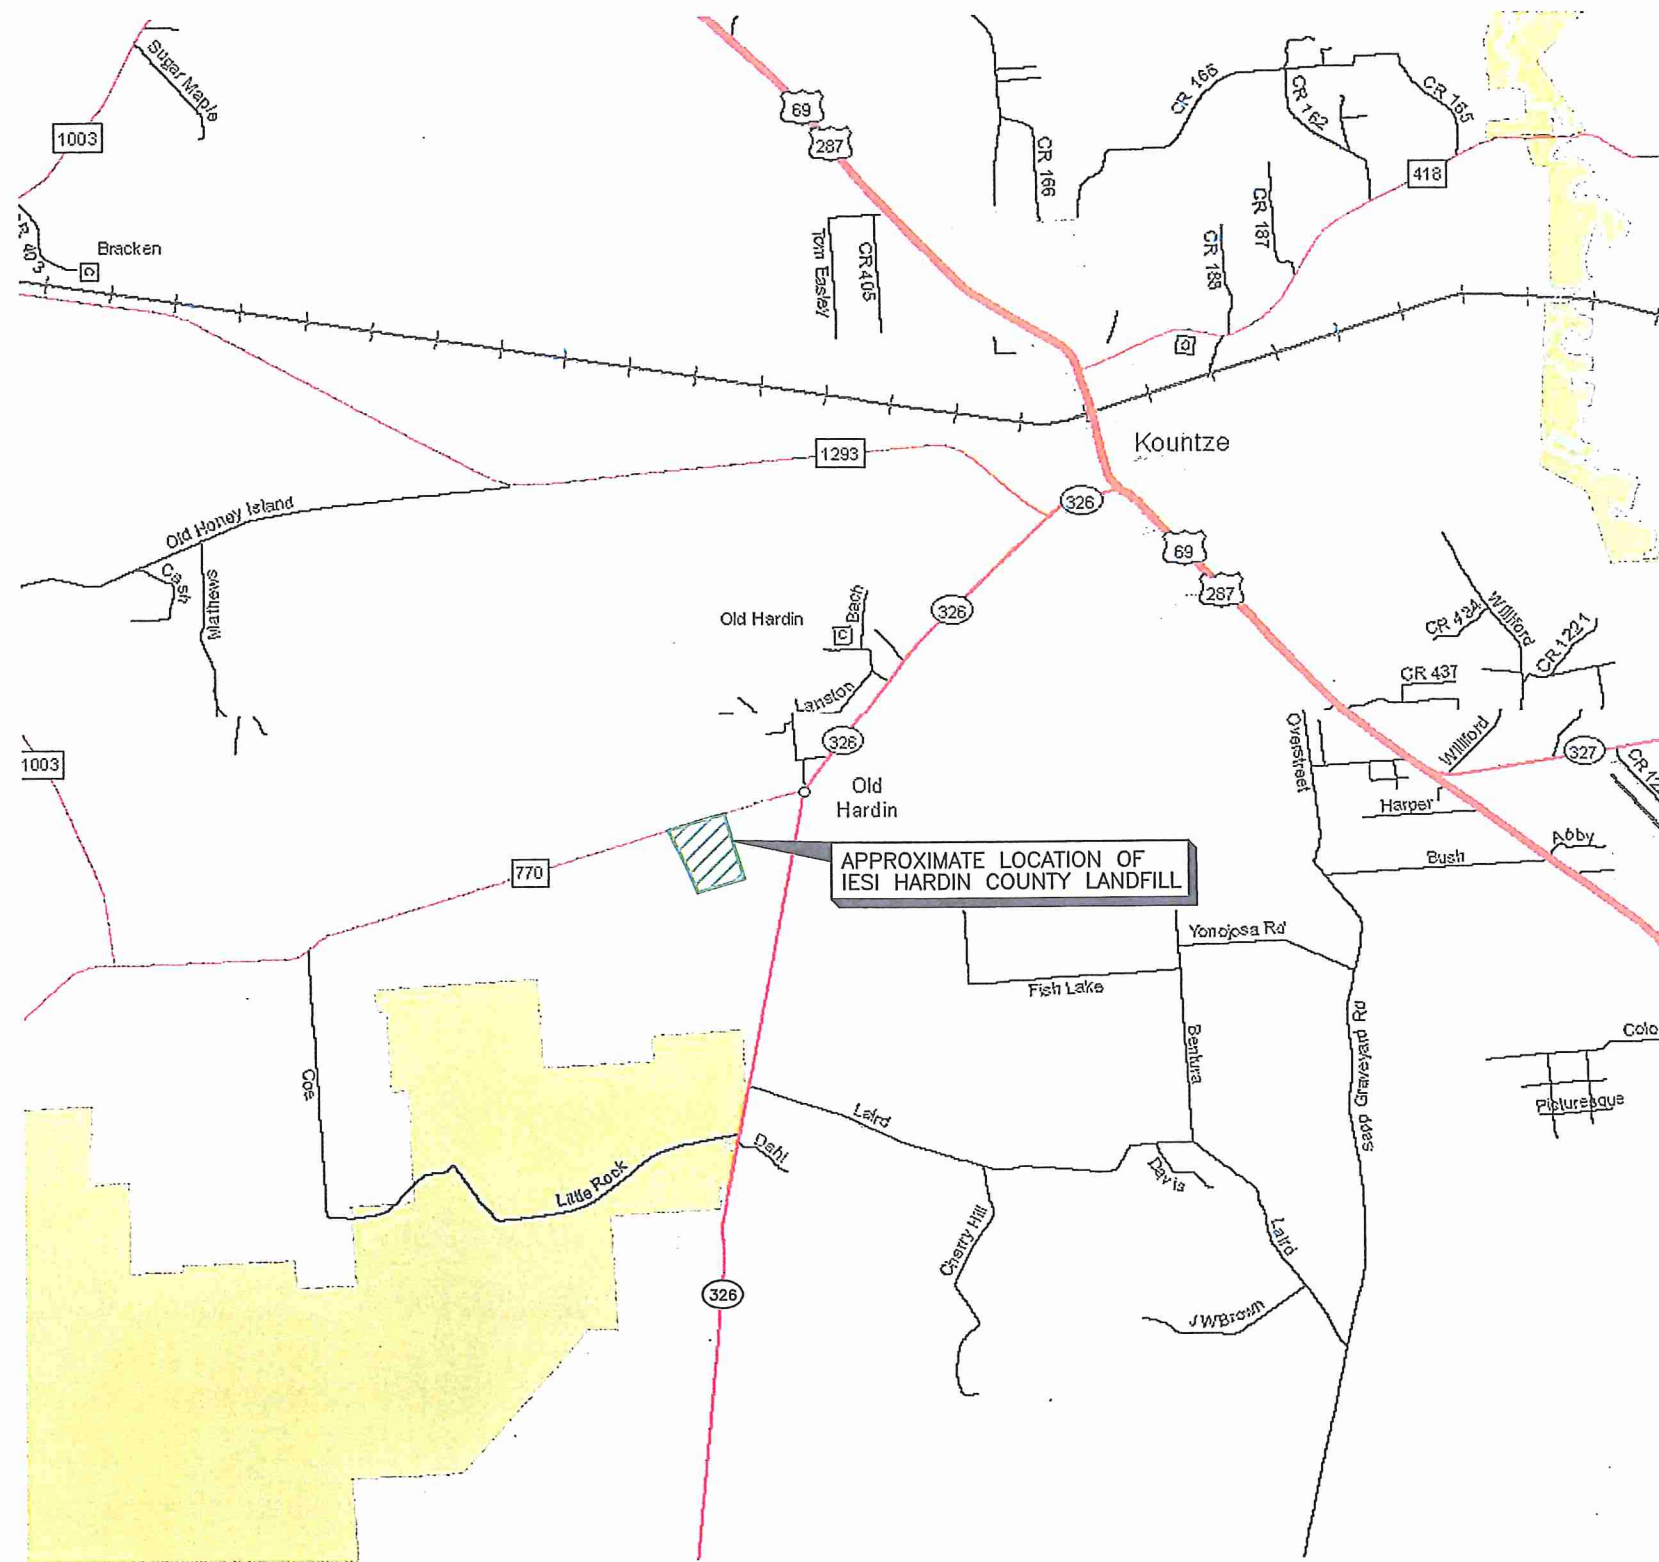 Sugar Maple
69
1003
287
CR 166
CR 162
CR 165
CR 166
418
CR 187
Bracken
C
Tom Easley
CR405
CR 188
Kountze
1293
326
Old Honey Island
69
287
Cash
Mathews
Old Hardin
C
Bach
326
Williford
CR 1221
CR 437
Lanston
326
1003
Overstreet
Williford
327
Old
Hardin
Harper
Abby
Bush
770
APPROXIMATE LOCATION OF
IESI HARDIN COUNTY LANDFILL
Yonojosa Rd
Fish Lake
Sapp Graveyard Rd
Coe
Laird
Picturesque
Dahl
Little Rock
Davis
Cherry Hill
Laird
326
J W Brown